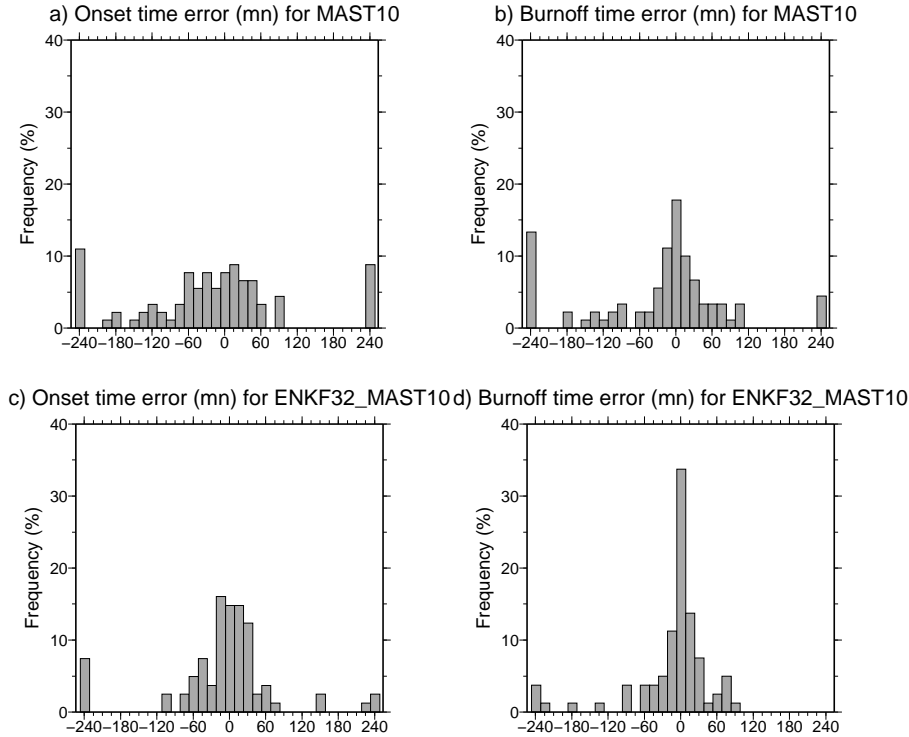 a) Onset time error (mn) for MAST10
b) Burnoff time error (mn) for MAST10
40
30
20
10
0
Frequency (%)
−240 −180 −120 −60 0 60 120 180 240
40
30
20
10
0
Frequency (%)
−240 −180 −120 −60 0 60 120 180 240
c) Onset time error (mn) for ENKF32_MAST10
d) Burnoff time error (mn) for ENKF32_MAST10
40
30
20
10
0
Frequency (%)
−240 −180 −120 −60 0 60 120 180 240
40
30
20
10
0
Frequency (%)
−240 −180 −120 −60 0 60 120 180 240